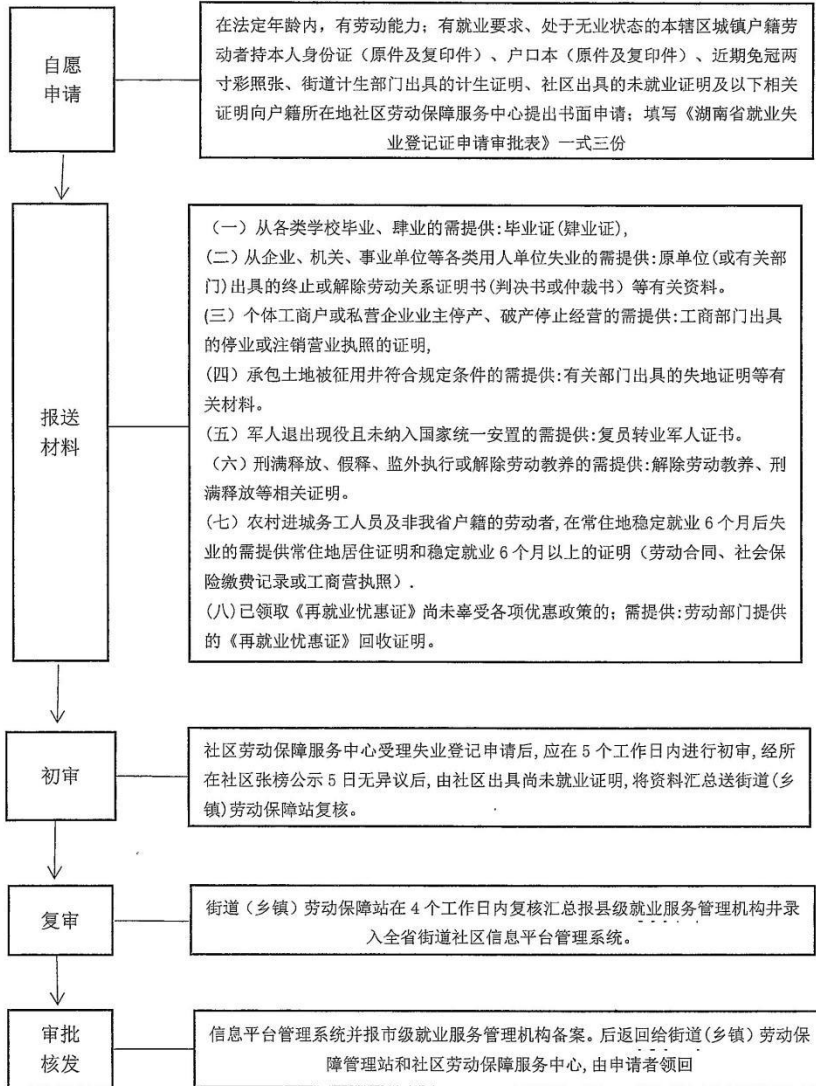 自愿
申请
在法定年龄内，有劳动能力；有就业要求、处于无业状态的本辖区城镇户籍劳
动者持本人身份证（原件及复印件）、户口本（原件及复印件）、近期免冠两
寸彩照张、街道计生部门出具的计生证明、社区出具的未就业证明及以下相关
证明向户籍所在地社区劳动保障服务中心提出书面申请；填写《湖南省就业失
业登记证申请审批表》一式三份
报送
材料
（一）从各类学校毕业、肆业的需提供:毕业证(肆业证),
(二)从企业、机关、事业单位等各类用人单位失业的需提供:原单位(或有关部
门)出具的终止或解除劳动关系证明书(判决书或仲裁书）等有关资料。
(三）个体工商户或私营企业业主停产、破产停止经营的需提供:工商部门出具
的停业或注销营业执照的证明,
(四）承包土地被征用井符合规定条件的需提供:有关部门出具的失地证明等有
关材料。
(五）军人退出现役且未纳入国家统一安置的需提供:复员转业军人证书。
(六）刑满释放、假释、监外执行或解除劳动教养的需提供:解除劳动教养、刑
满释放等相关证明。
(七）农村进城务工人员及非我省户籍的劳动者,在常住地稳定就业6个月后失
业的需提供常住地居住证明和稳定就业6个月以上的证明（劳动合同、社会保
险缴费记录或工商营执照）.
(八)已领取《再就业忧惠证》尚未辜受各项优惠政策的；需提供:劳动部门提供
的《再就业忧惠证》回收证明。
初审
社区劳动保障服务中心受理失业登记申请后,应在5个工作日内进行初审,经所
在社区张榜公示5日无异议后,由社区出具尚未就业证明,将资料汇总送街道(乡
镇)劳动保障站复核。
复审
街道（乡镇）劳动保障站在4个工作日内复核汇总报县级就业服务管理机构井录
入全省街道社区信息平台管理系统。
审批
核发
信息平台管理系统并报市级就业服务管理机构备案。后返回给街道(乡镇）劳动保
障管理站和社区劳动保障服务中心,由申请者领回